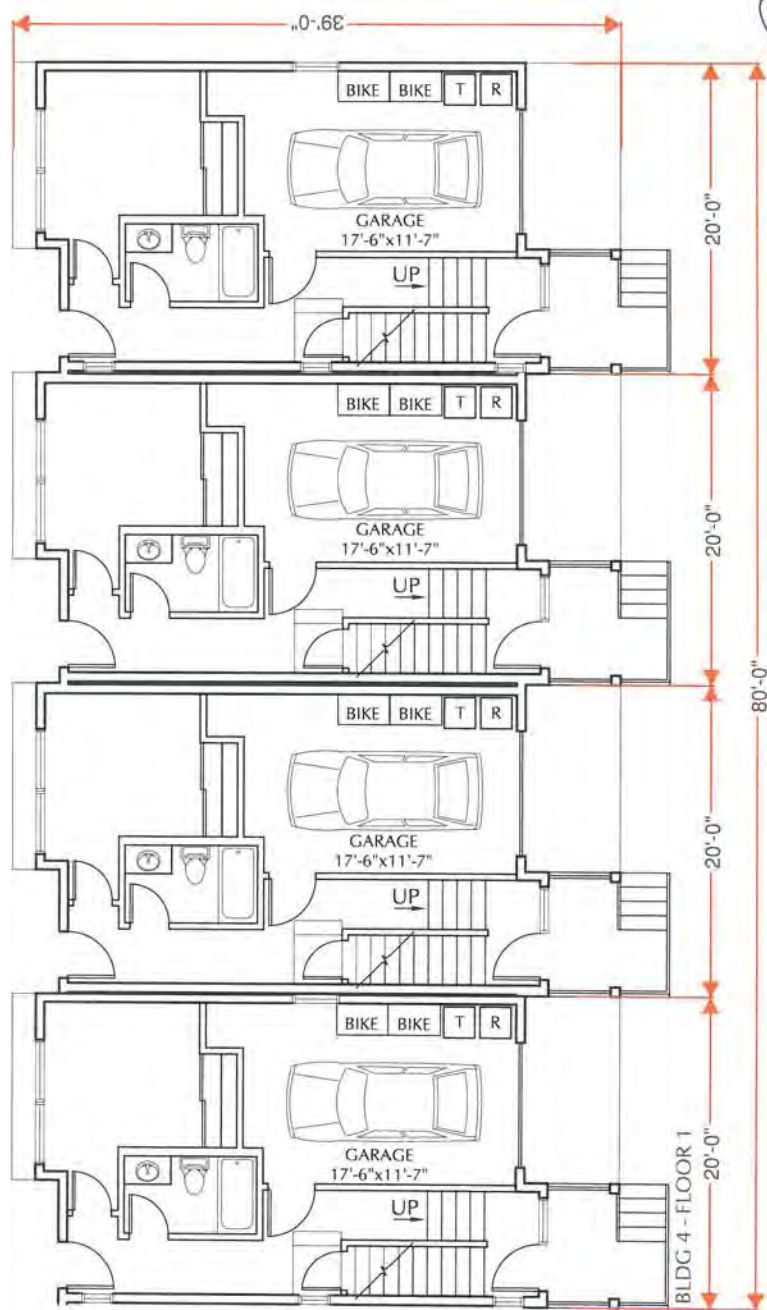 39'-0"
BIKE BIKE T R
GARAGE
17'-6"x11'-7"
UP
20'-0"
BIKE BIKE T R
GARAGE
17'-6"x11'-7"
UP
20'-0"
80'-0"
BIKE BIKE T R
GARAGE
17'-6"x11'-7"
UP
20'-0"
BIKE BIKE T R
GARAGE
17'-6"x11'-7"
UP
20'-0"
BLDG 4 - FLOOR 1